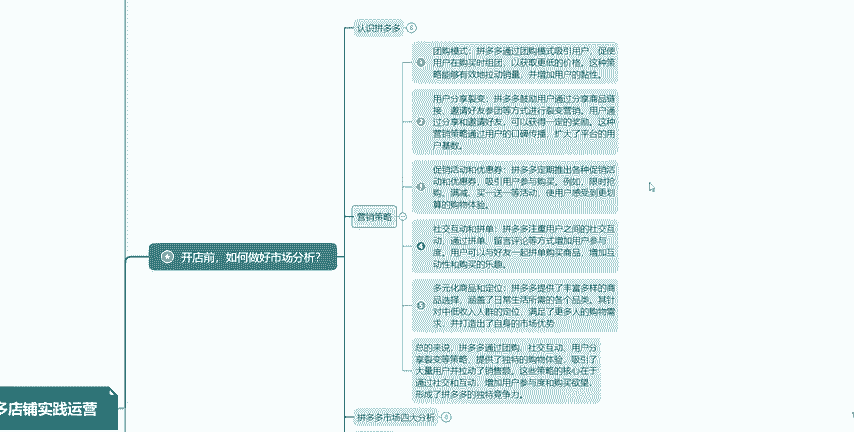 认识拼多多
团购模式：拼多多通过团购模式吸引用户，促使
用户在购买时组团，以获取更低的价格。这种策
略能够有效地拉动销量，并增加用户的黏性。
用户分享裂变：拼多多鼓励用户通过分享商品链
接、邀请好友参团等方式进行裂变营销。用户通
过分享和邀请好友，可以获得一定的奖励。这种
营销策略通过用户的口碑传播，扩大了平台的用
户基数。
促销活动和优惠券：拼多多定期推出各种促销活
动和优惠券，吸引用户参与购买。例如，限时抢
购、满减、买一送一等活动，使用户感受到更划
算的购物体验。
营销策略
社交互动和拼单：拼多多注重用户之间的社交互
动，通过拼单、留言评论等方式增加用户参与
度。用户可以与好友一起拼单购买商品，增加互
动性和购买的乐趣。
开店前，如何做好市场分析？
多元化商品和定位：拼多多提供了丰富多样的商
品选择，涵盖了日常生活所需的各个品类。其针
对中低收入人群的定位，满足了更多人的购物需
求，并打造出了自身的市场优势
总的来说，拼多多通过团购、社交互动、用户分
享裂变等策略，提供了独特的购物体验，吸引了
大量用户并拉动了销售额。这些策略的核心在于
通过社交和互动，增加用户参与度和购买欲望，
形成了拼多多的独特竞争力。
多店铺实践运营
拼多多市场四大分析